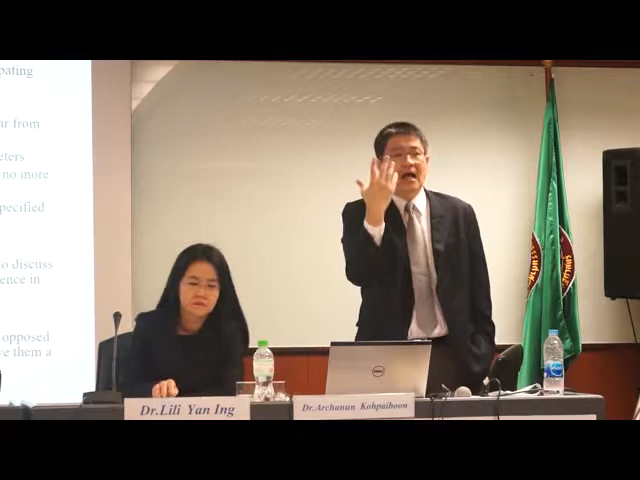 pating
ar from
eters
no more
pecified
o discuss
ence in
opposed
ve them a
DELL
Dr.Lili Yan Ing
Dr.Archanun Kohpaiboon